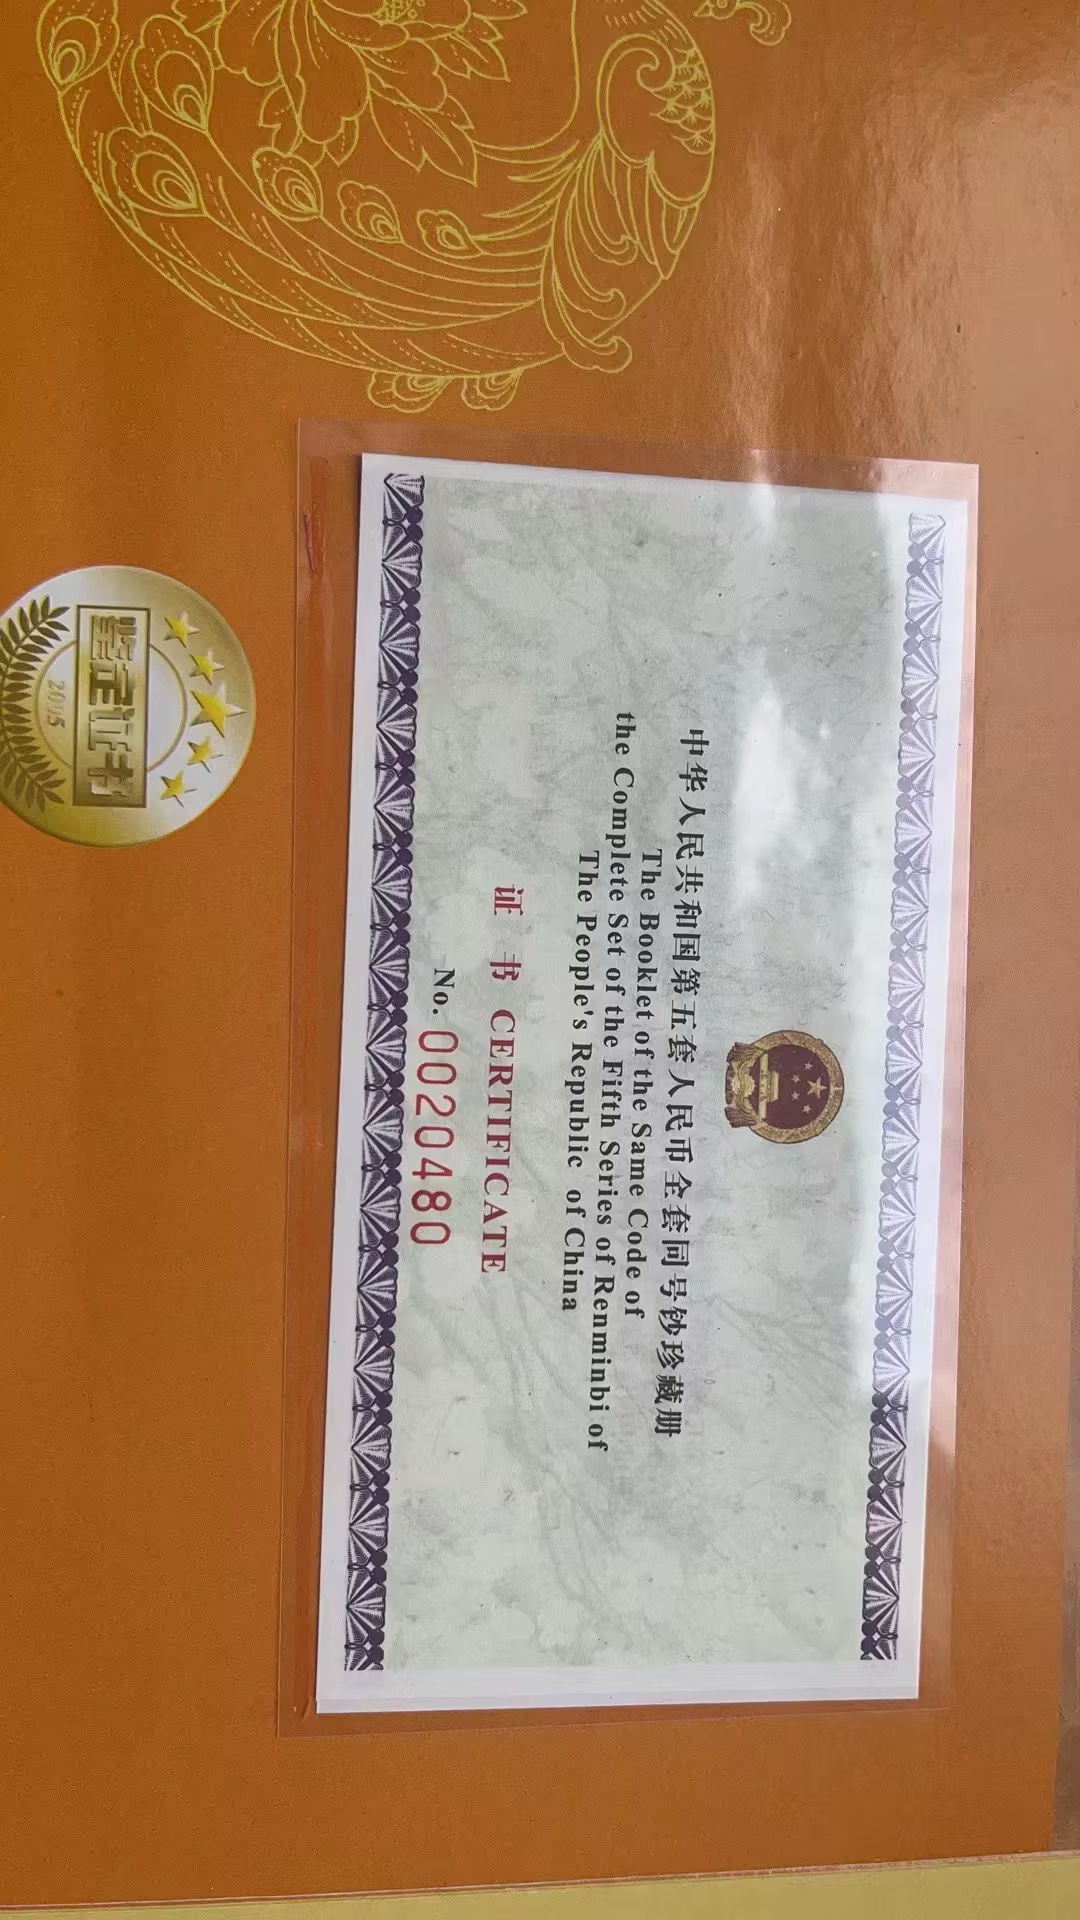 中华人民共和国第五套人民币全套同号钞珍藏册
The Booklet of the Same Code of
the Complete Set of the Fifth Series of Renminbi of
The People's Republic of China
证 书 CERTIFICATE
No. 0020480
鉴定证书
2005